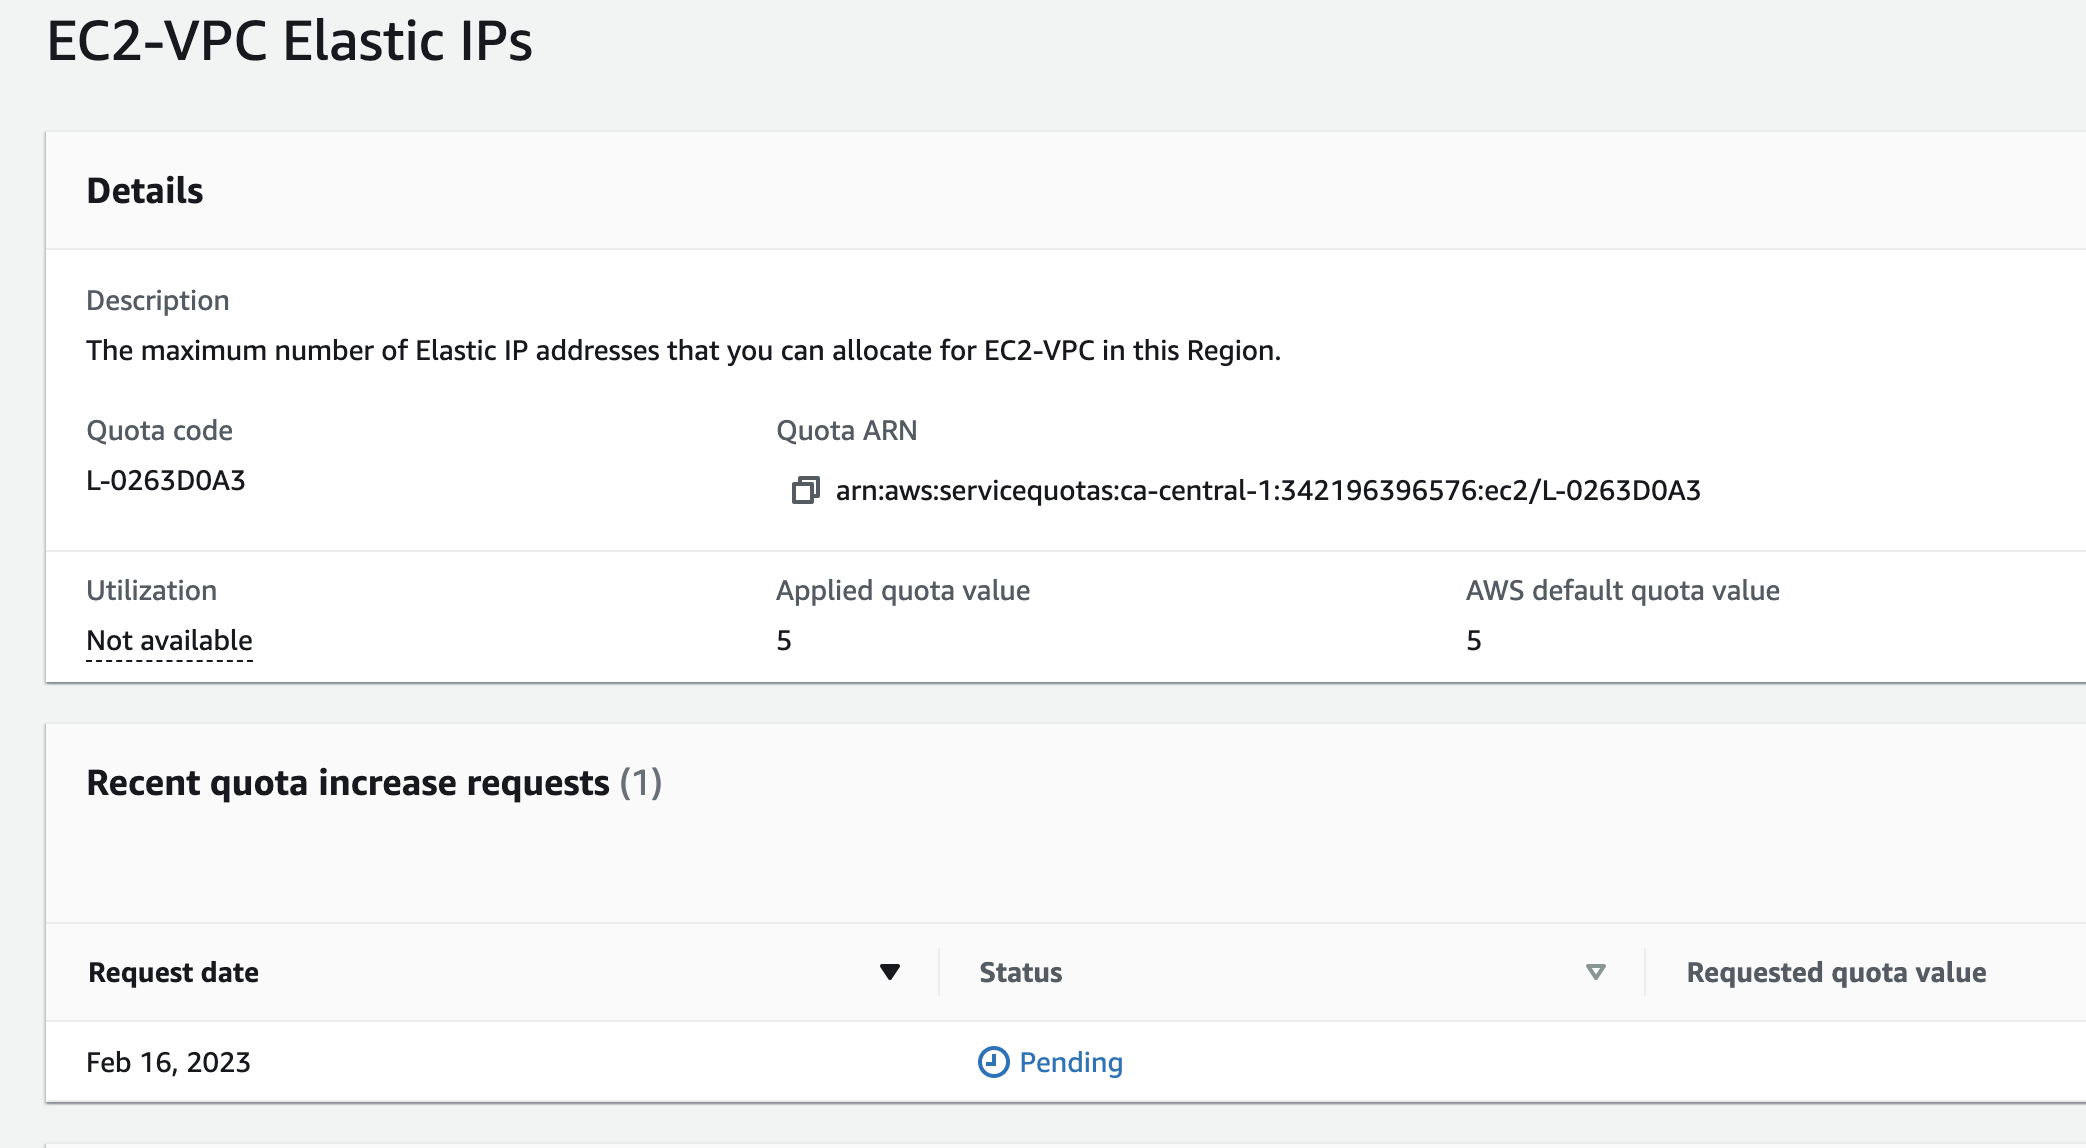 EC2-VPC Elastic IPs
Details
Description
The maximum number of Elastic IP addresses that you can allocate for EC2-VPC in this Region.
Quota code
L-0263D0A3
Quota ARN
arn:aws:servicequotas:ca-central-1:342196396576:ec2/L-0263D0A3
Utilization
Not available
Applied quota value
5
AWS default quota value
5
Recent quota increase requests (1)
Request date
Status
Requested quota value
Feb 16, 2023
Pending